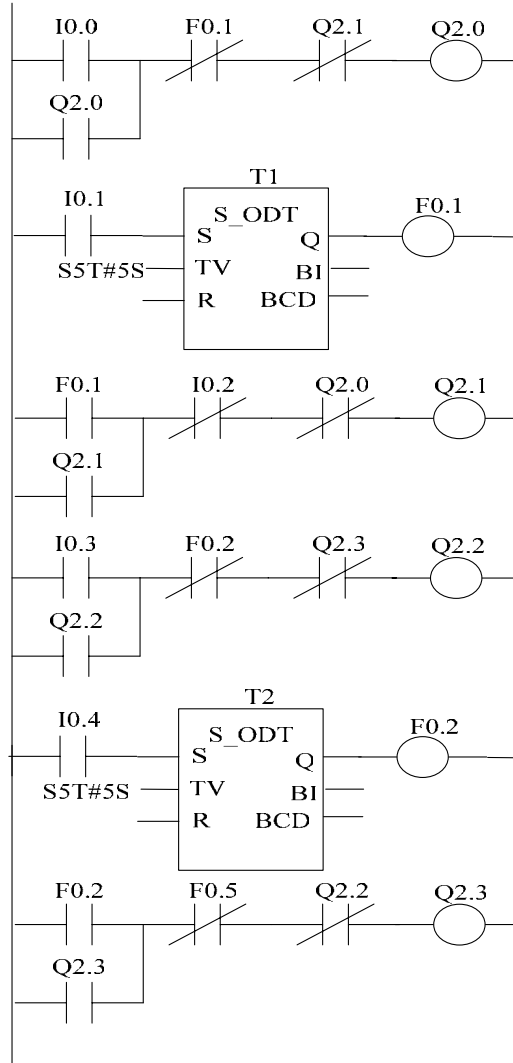 I0.0 F0.1 Q2.1 Q2.0
Q2.0
T1
I0.1 F0.1
S_ODT
S Q
S5T#5S TV BI
R BCD
F0.1 I0.2 Q2.0 Q2.1
Q2.1
I0.3 F0.2 Q2.3 Q2.2
Q2.2
T2
I0.4 F0.2
S_ODT
S Q
S5T#5S TV BI
R BCD
F0.2 F0.5 Q2.2 Q2.3
Q2.3